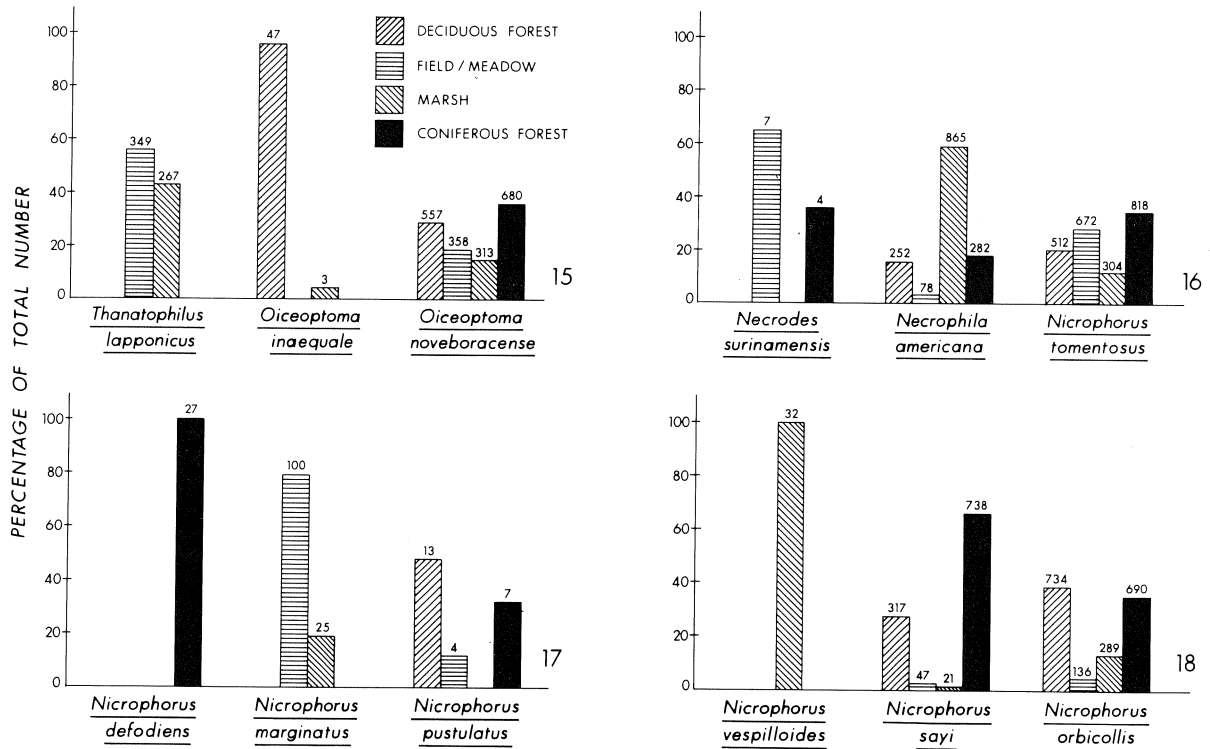 PERCENTAGE OF TOTAL NUMBER
100
80
60
40
20
0
349
267
47
3
557
358
313
680
DECIDUOUS FOREST
FIELD / MEADOW
MARSH
CONIFEROUS FOREST
15
Thanatophilus
lapponicus
Oiceoptoma
inaequale
Oiceoptoma
noveboracense
100
80
60
40
20
0
7
4
252
78
865
282
512
672
304
818
16
Necrodes
surinamensis
Necrophila
americana
Nicrophorus
tomentosus
100
80
60
40
20
0
27
100
25
13
4
7
17
Nicrophorus
defodiens
Nicrophorus
marginatus
Nicrophorus
pustulatus
100
80
60
40
20
0
32
317
47
21
738
734
136
289
690
18
Nicrophorus
vespilloides
Nicrophorus
sayi
Nicrophorus
orbicollis